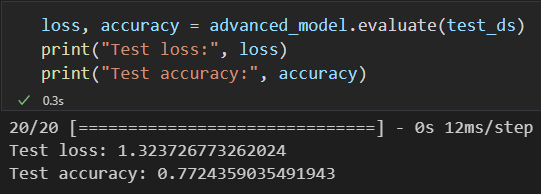 loss, accuracy = advanced_model.evaluate(test_ds)
print("Test loss:", loss)
print("Test accuracy:", accuracy)
✓ 0.3s
20/20 [==============================] - 0s 12ms/step
Test loss: 1.323726773262024
Test accuracy: 0.7724359035491943